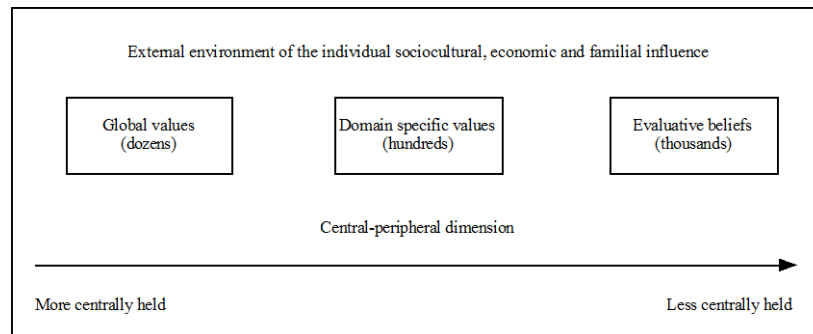 External environment of the individual sociocultural, economic and familial influence
Global values
(dozens)
Domain specific values
(hundreds)
Evaluative beliefs
(thousands)
Central-peripheral dimension
More centrally held
Less centrally held